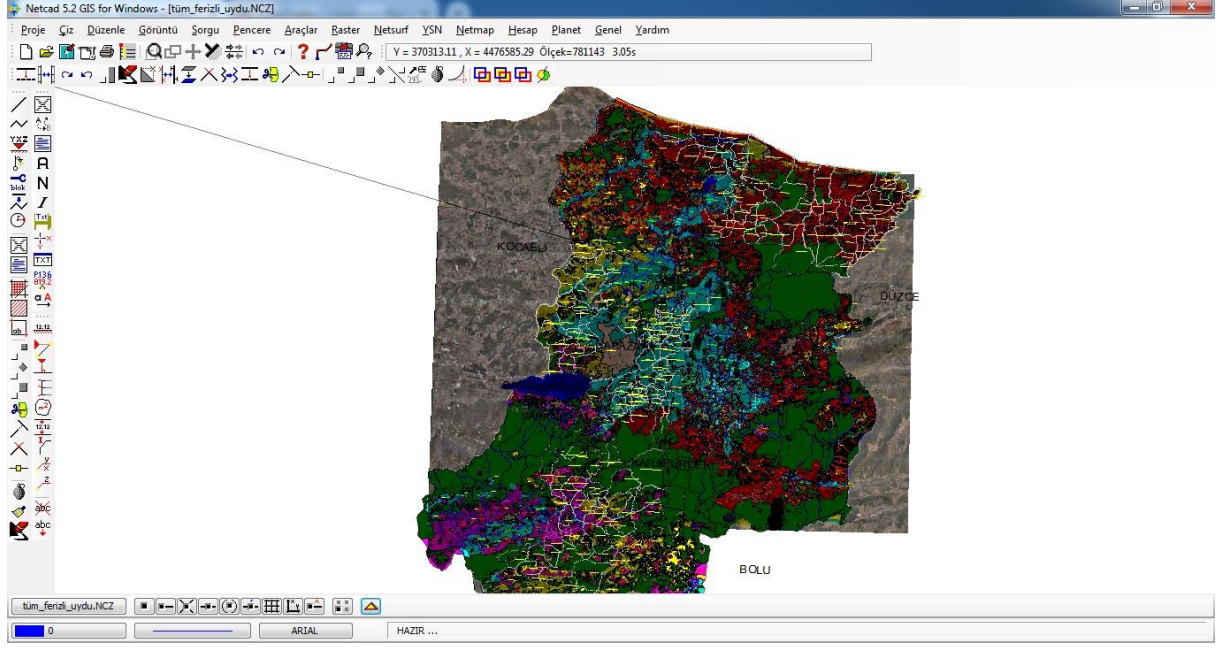 Netcad 5.2 GIS for Windows - [tüm_ferizli_uydu.NCZ]
Proje Çiz Düzenle Görüntü Sorgu Pencere Araçlar Raster Netsurf YSN Netmap Hesap Planet Genel Yardım
Y = 370313.11 , X = 4476585.29 Ölçek=781143 3.05s
KOCAELİ
DÜZCE
BOLU
tüm_ferizli_uydu.NCZ
0 ARIAL HAZIR ...